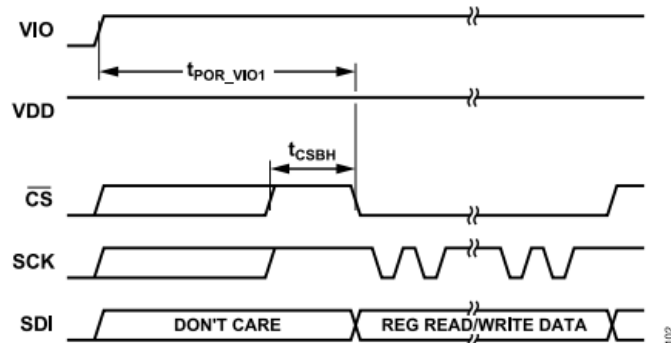 VIO
tPOR_VIO1
VDD
tCSBH
CS
SCK
SDI DON'T CARE REG READ/WRITE DATA